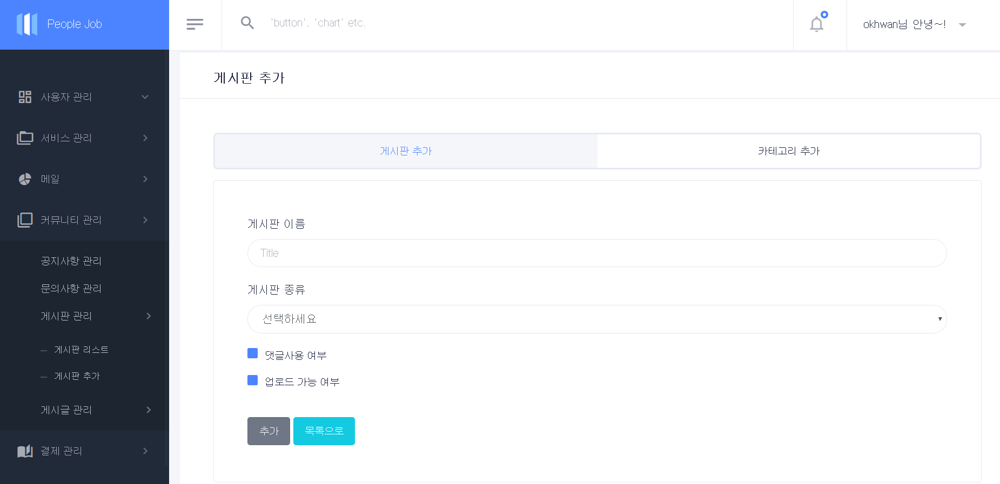 People Job
'button', 'chart' etc.
okhwan님 안녕~!
사용자 관리
서비스 관리
메일
커뮤니티 관리
공지사항 관리
문의사항 관리
게시판 관리
게시판 리스트
게시판 추가
게시글 관리
결제 관리
게시판 추가
게시판 추가
카테고리 추가
게시판 이름
Title
게시판 종류
선택하세요
댓글사용 여부
업로드 가능 여부
추가
목록으로